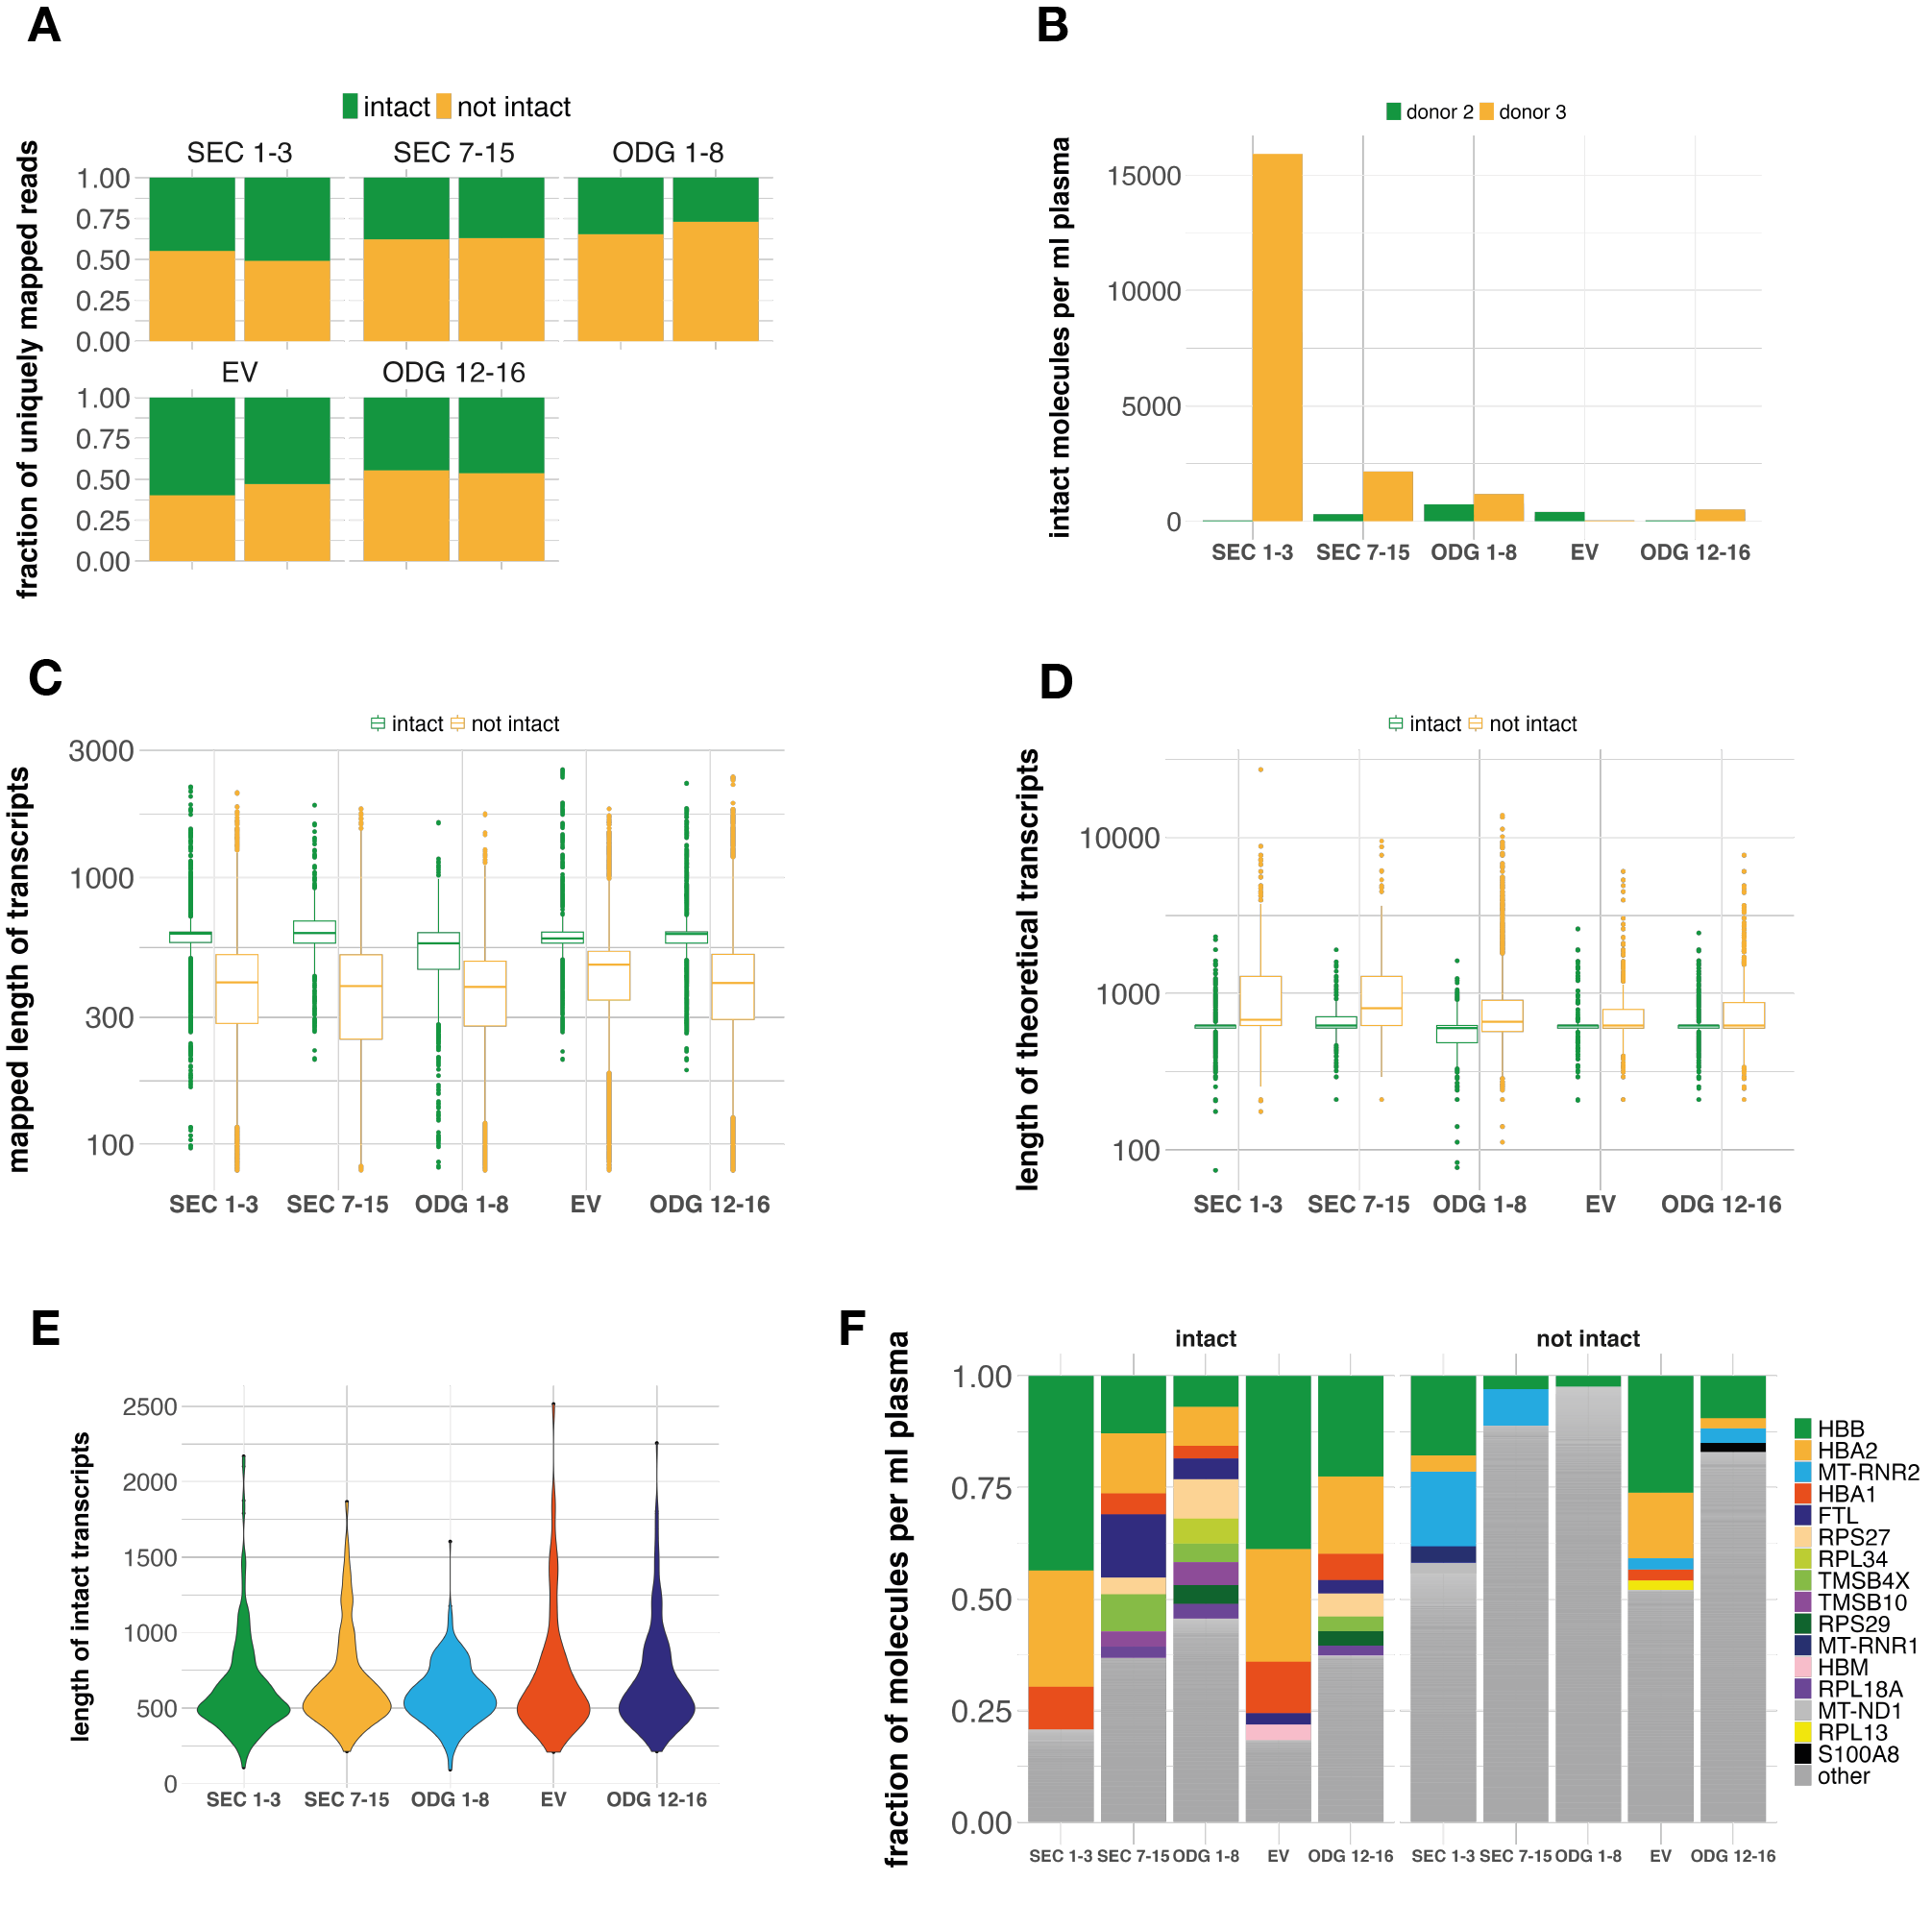 A
intact not intact
SEC 1-3 SEC 7-15 ODG 1-8
1.00
0.75
0.50
0.25
0.00
EV ODG 12-16
1.00
0.75
0.50
0.25
0.00
fraction of uniquely mapped reads
B
donor 2 donor 3
15000
10000
5000
0
intact molecules per ml plasma
SEC 1-3 SEC 7-15 ODG 1-8 EV ODG 12-16
C
intact not intact
3000
1000
300
100
mapped length of transcripts
SEC 1-3 SEC 7-15 ODG 1-8 EV ODG 12-16
D
intact not intact
10000
1000
100
length of theoretical transcripts
SEC 1-3 SEC 7-15 ODG 1-8 EV ODG 12-16
E
2500
2000
1500
1000
500
0
length of intact transcripts
SEC 1-3 SEC 7-15 ODG 1-8 EV ODG 12-16
F
intact not intact
1.00
0.75
0.50
0.25
0.00
fraction of molecules per ml plasma
SEC 1-3 SEC 7-15 ODG 1-8 EV ODG 12-16 SEC 1-3 SEC 7-15 ODG 1-8 EV ODG 12-16
HBB
HBA2
MT-RNR2
HBA1
FTL
RPS27
RPL34
TMSB4X
TMSB10
RPS29
MT-RNR1
HBM
RPL18A
MT-ND1
RPL13
S100A8
other